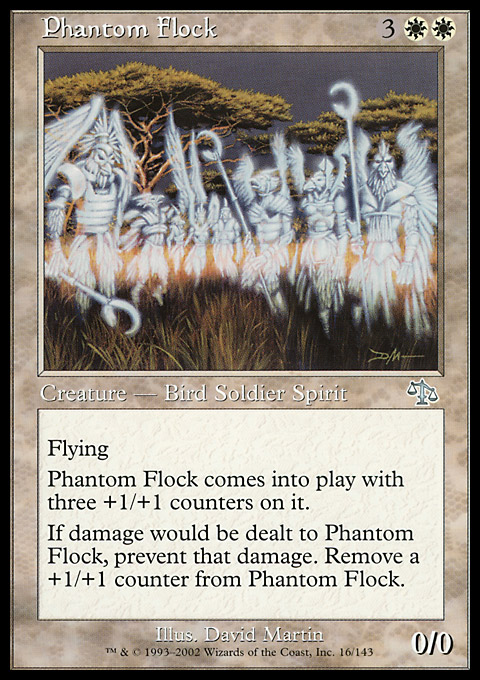 Phantom Flock 3
Creature — Bird Soldier Spirit
Flying
Phantom Flock comes into play with
three +1/+1 counters on it.
If damage would be dealt to Phantom
Flock, prevent that damage. Remove a
+1/+1 counter from Phantom Flock.
Illus. David Martin
™ & © 1993–2002 Wizards of the Coast, Inc. 16/143
0/0